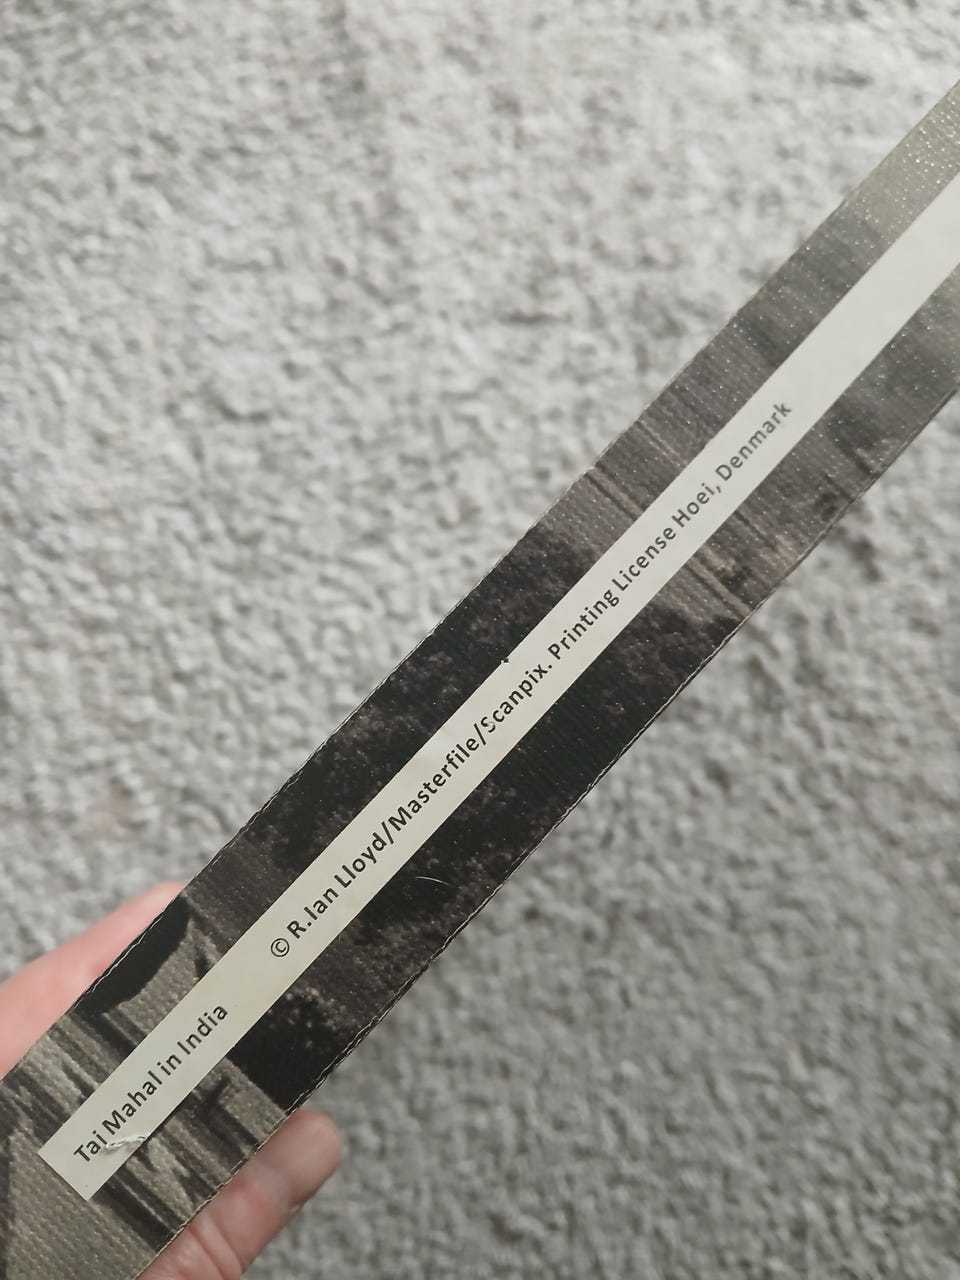 Taj Mahal in India © R.Ian Lloyd/Masterfile/Scanpix. Printing License Hoei, Denmark